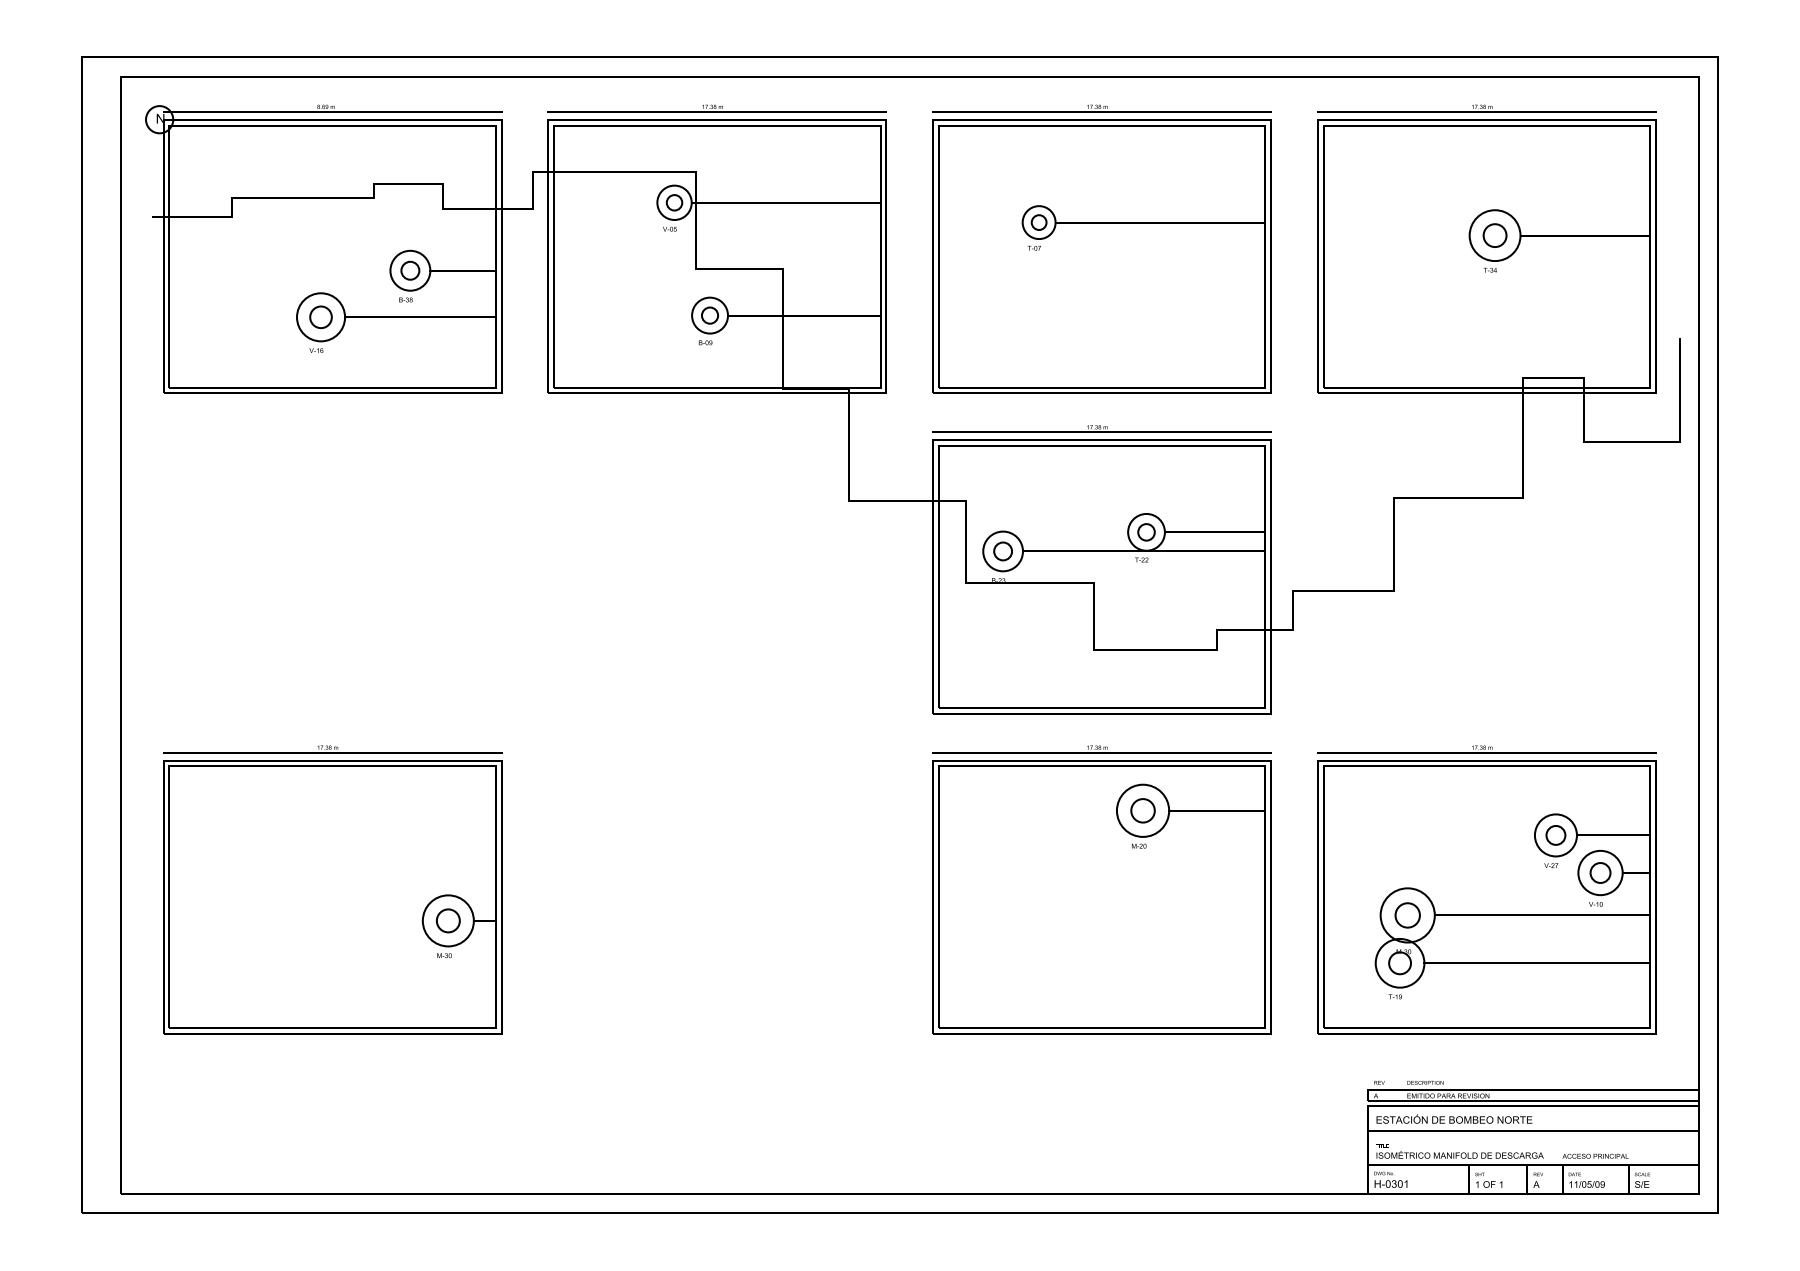 8.69 m
17.38 m
17.38 m
17.38 m
N
V-05
T-07
T-34
B-38
B-09
V-16
17.38 m
T-22
B-23
17.38 m
17.38 m
17.38 m
M-20
V-27
V-10
M-30
M-30
T-19
REV DESCRIPTION
A EMITIDO PARA REVISION
ESTACIÓN DE BOMBEO NORTE
TITLE
ISOMÉTRICO MANIFOLD DE DESCARGA ACCESO PRINCIPAL
DWG No. SHT REV DATE SCALE
H-0301 1 OF 1 A 11/05/09 S/E